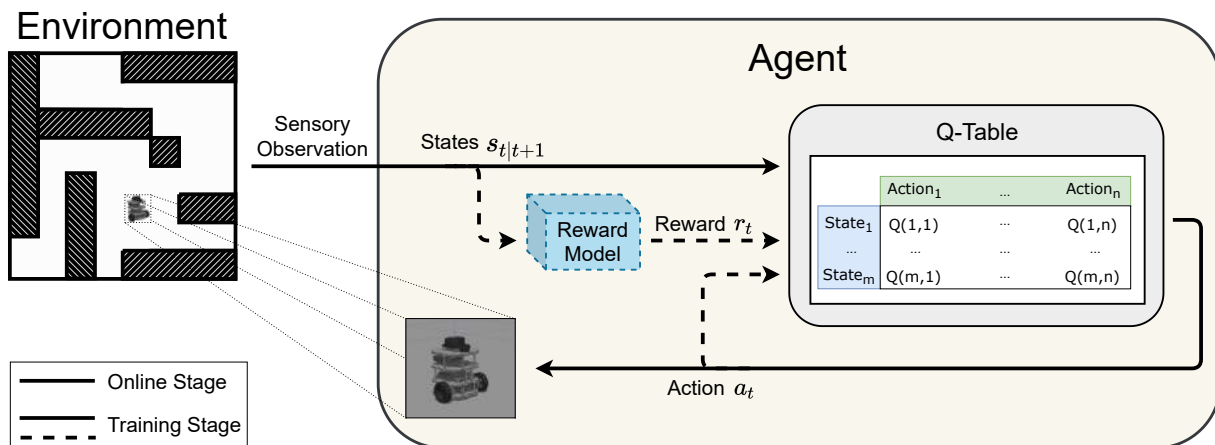 Environment
Agent
Sensory
Observation
States s_{t|t+1}
Reward
Model
Reward r_t
Q-Table
Action_1 ... Action_n
State_1 Q(1,1) ... Q(1,n)
... ... ... ...
State_m Q(m,1) ... Q(m,n)
Action a_t
Online Stage
Training Stage